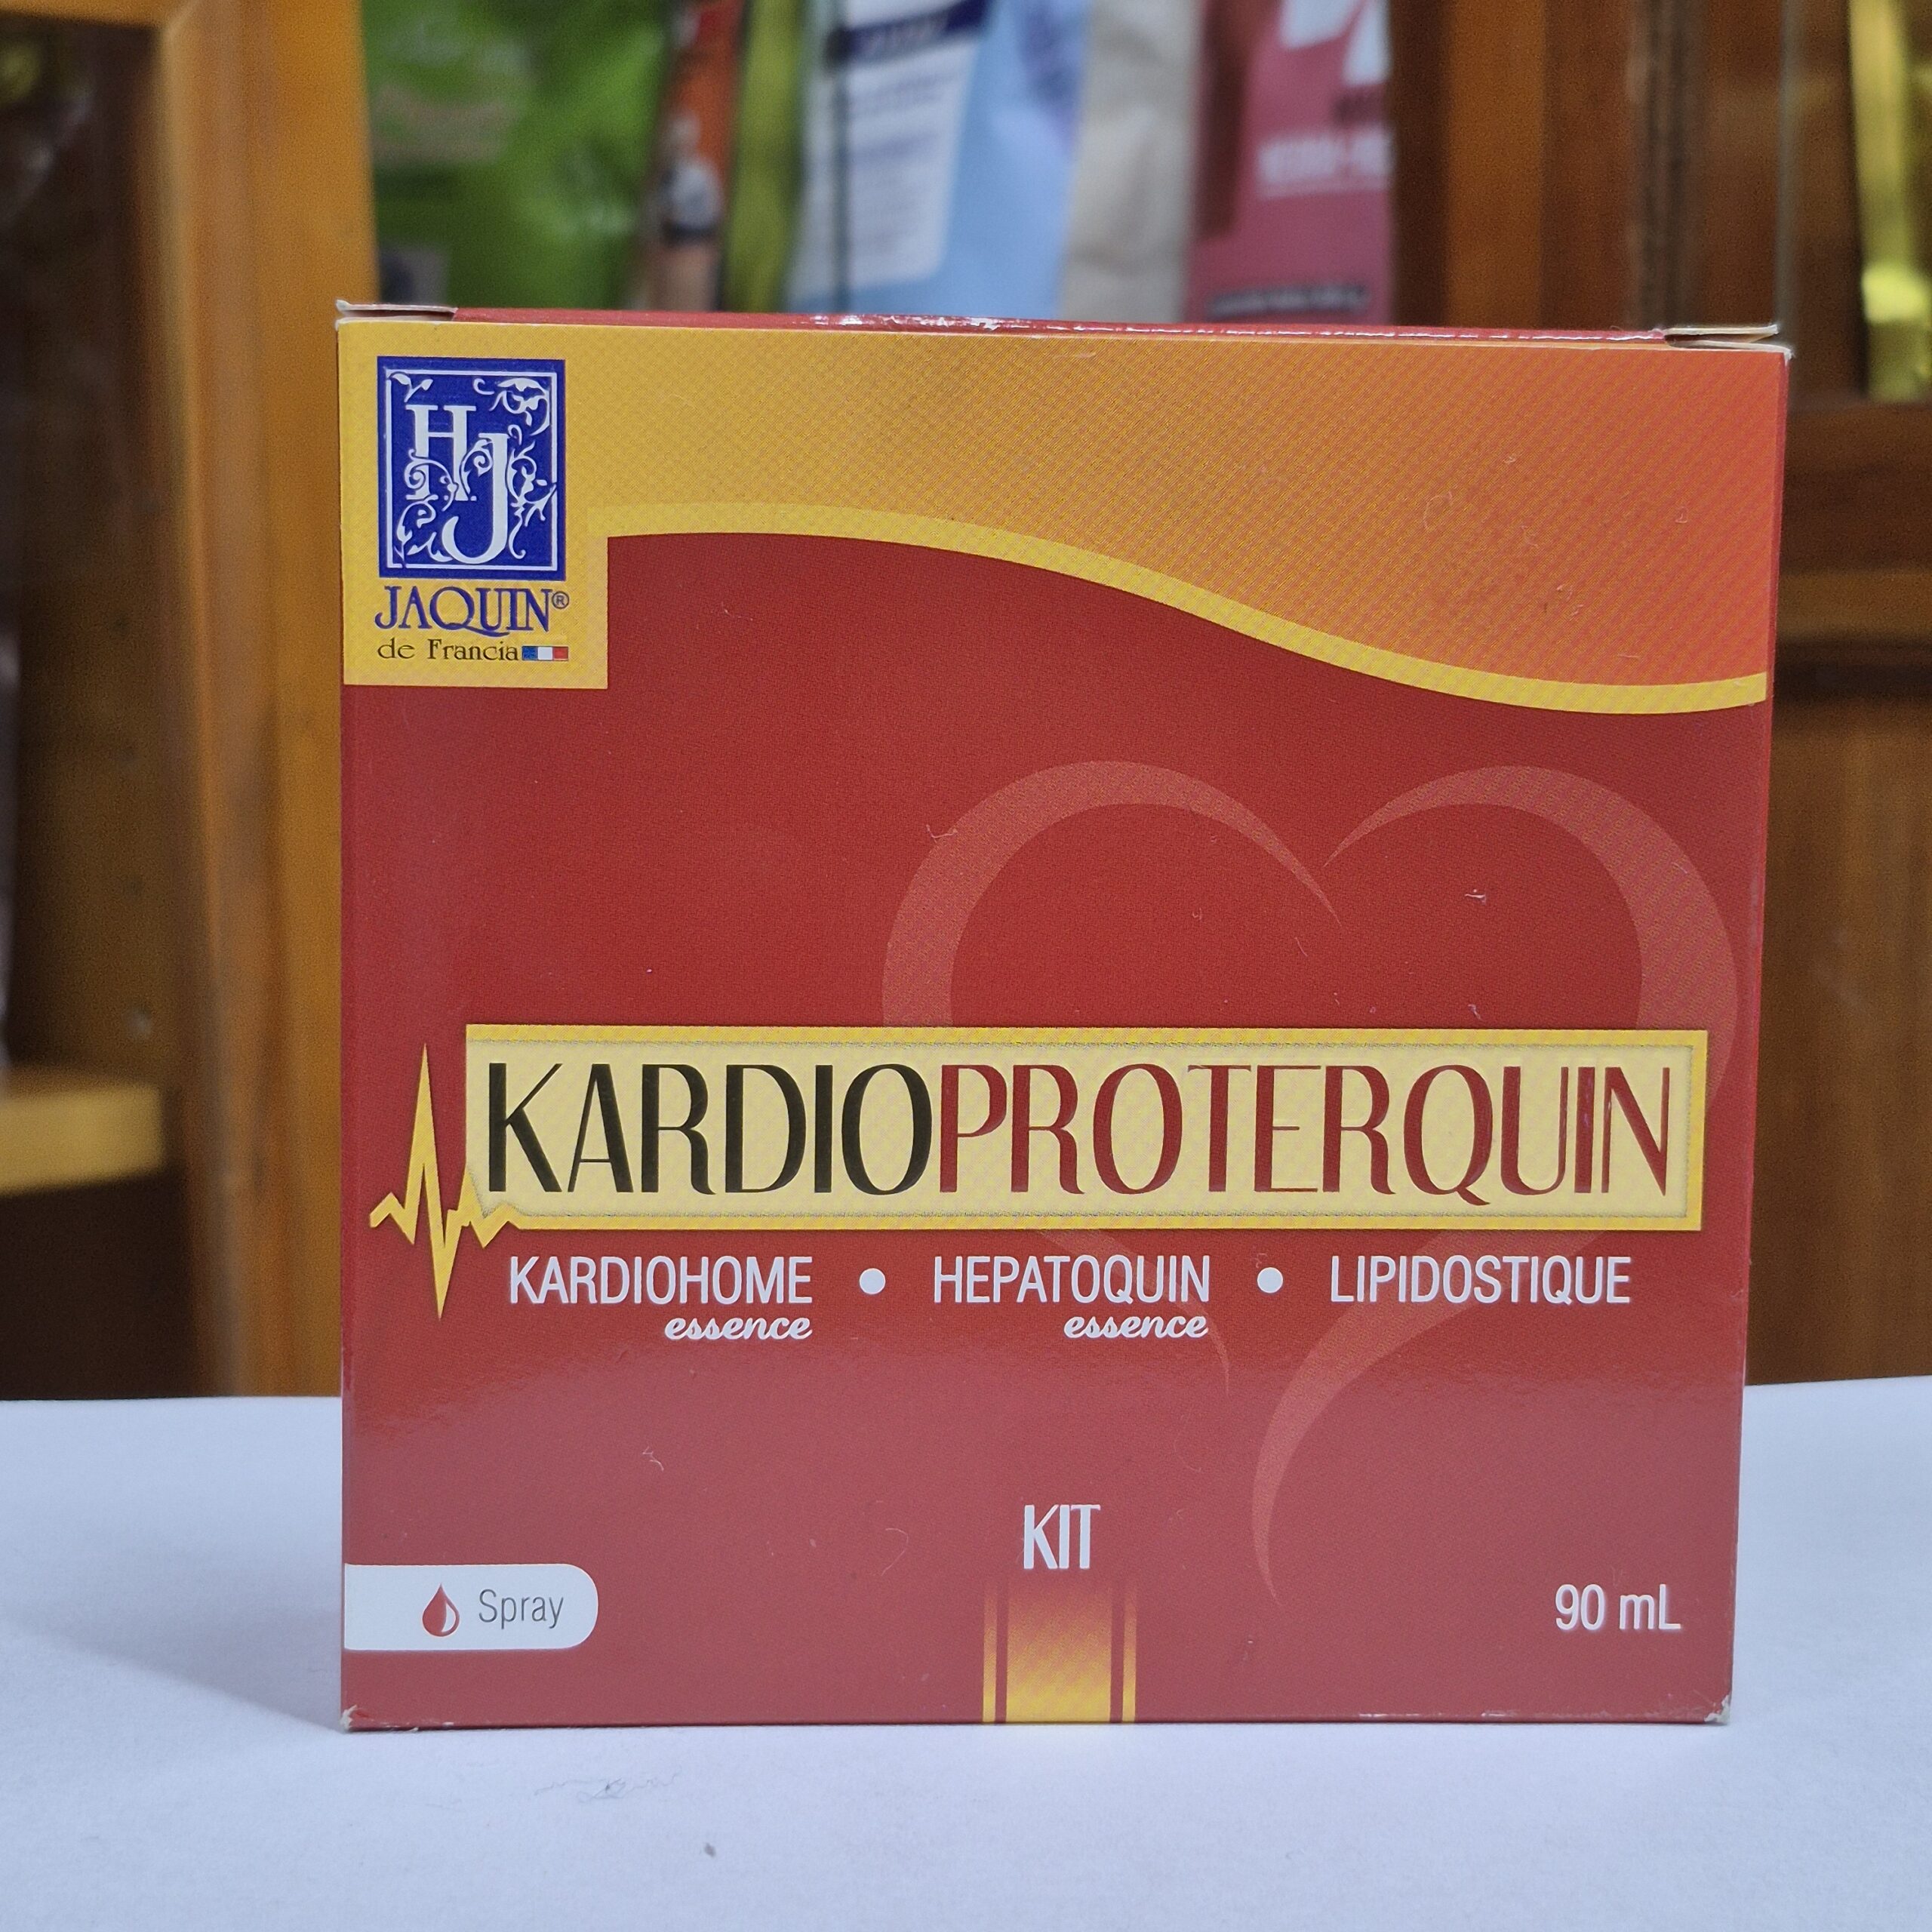 HJ
JAQUIN®
de Francia
KARDIOPROTERQUIN
KARDIOHOME • HEPATOQUIN • LIPIDOSTIQUE
essence essence
KIT
Spray
90 mL